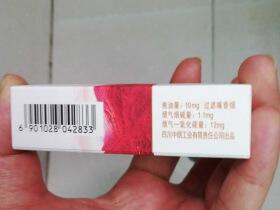 6 901028 042833
焦油量：10mg 过滤嘴香烟
烟气烟碱量：1.1mg
烟气一氧化碳量：12mg
四川中烟工业有限责任公司出品